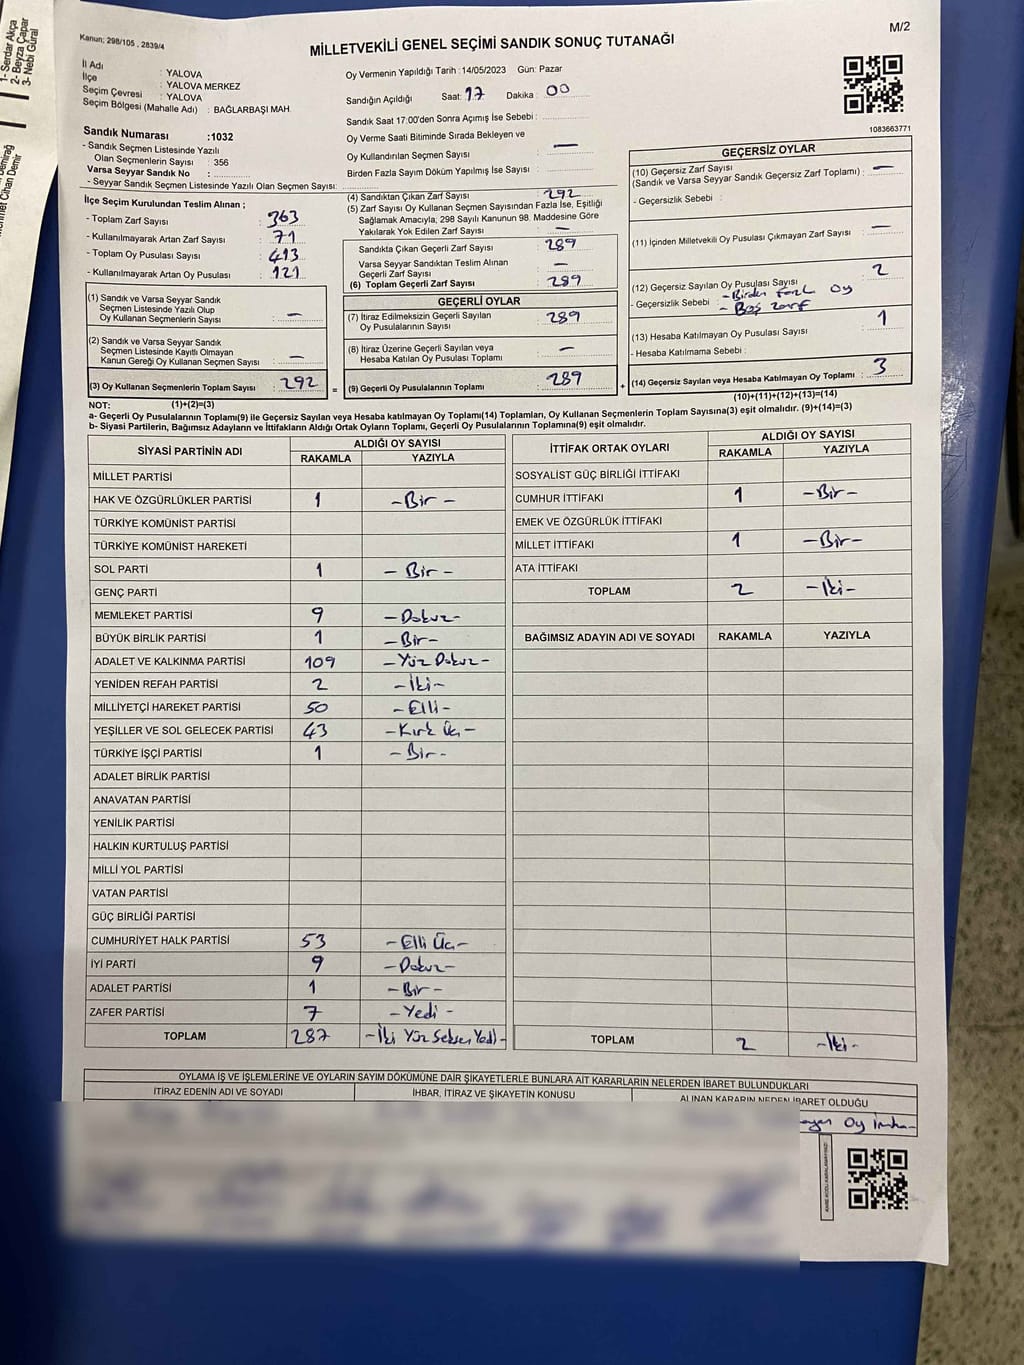 1- Serdar Akça
2- Beyza Çapar
3- Nebi Güral
Cihan Demir
M/2
Kanun; 298/105 , 2839/4
MİLLETVEKİLİ GENEL SEÇİMİ SANDIK SONUÇ TUTANAĞI
İl Adı : YALOVA
İlçe : YALOVA MERKEZ
Seçim Çevresi : YALOVA
Seçim Bölgesi (Mahalle Adı) : BAĞLARBAŞI MAH.
Sandık Numarası :1032
- Sandık Seçmen Listesinde Yazılı
Olan Seçmenlerin Sayısı : 356
Varsa Seyyar Sandık No :
- Seyyar Sandık Seçmen Listesinde Yazılı Olan Seçmen Sayısı:
Oy Vermenin Yapıldığı Tarih :14/05/2023 Gün: Pazar
Sandığın Açıldığı Saat: 17 Dakika : 00
Sandık Saat 17:00'den Sonra Açımış İse Sebebi :
Oy Verme Saati Bitiminde Sırada Bekleyen ve
Oy Kullandırılan Seçmen Sayısı : —
Birden Fazla Sayım Döküm Yapılmış İse Sayısı :
1083663771
İlçe Seçim Kurulundan Teslim Alınan ;
- Toplam Zarf Sayısı : 363
- Kullanılmayarak Artan Zarf Sayısı : 71
- Toplam Oy Pusulası Sayısı : 413
- Kullanılmayarak Artan Oy Pusulası : 121
(1) Sandık ve Varsa Seyyar Sandık
Seçmen Listesinde Yazılı Olup
Oy Kullanan Seçmenlerin Sayısı : —
(2) Sandık ve Varsa Seyyar Sandık
Seçmen Listesinde Kayıtlı Olmayan
Kanun Gereği Oy Kullanan Seçmen Sayısı : —
(3) Oy Kullanan Seçmenlerin Toplam Sayısı : 292 =
(4) Sandıktan Çıkan Zarf Sayısı : 292
(5) Zarf Sayısı Oy Kullanan Seçmen Sayısından Fazla İse, Eşitliği
Sağlamak Amacıyla; 298 Sayılı Kanunun 98. Maddesine Göre
Yakılarak Yok Edilen Zarf Sayısı : —
Sandıkta Çıkan Geçerli Zarf Sayısı : 289
Varsa Seyyar Sandıktan Teslim Alınan
Geçerli Zarf Sayısı : —
(6) Toplam Geçerli Zarf Sayısı : 289
GEÇERLİ OYLAR
(7) İtiraz Edilmeksizin Geçerli Sayılan
Oy Pusulalarının Sayısı : 289
(8) İtiraz Üzerine Geçerli Sayılan veya
Hesaba Katılan Oy Pusulası Toplamı : —
(9) Geçerli Oy Pusulalarının Toplamı : 289 +
GEÇERSİZ OYLAR
(10) Geçersiz Zarf Sayısı
(Sandık ve Varsa Seyyar Sandık Geçersiz Zarf Toplamı) : —
- Geçersizlik Sebebi :
(11) İçinden Milletvekili Oy Pusulası Çıkmayan Zarf Sayısı : —
(12) Geçersiz Sayılan Oy Pusulası Sayısı : 2
- Geçersizlik Sebebi : - Birden fazla oy
- Boş zarf
(13) Hesaba Katılmayan Oy Pusulası Sayısı : 1
- Hesaba Katılmama Sebebi :
(14) Geçersiz Sayılan veya Hesaba Katılmayan Oy Toplamı : 3
NOT: (1)+(2)=(3)
(10)+(11)+(12)+(13)=(14)
a- Geçerli Oy Pusulalarının Toplamı(9) ile Geçersiz Sayılan veya Hesaba katılmayan Oy Toplamı(14) Toplamları, Oy Kullanan Seçmenlerin Toplam Sayısına(3) eşit olmalıdır. (9)+(14)=(3)
b- Siyasi Partilerin, Bağımsız Adayların ve İttifakların Aldığı Ortak Oyların Toplamı, Geçerli Oy Pusulalarının Toplamına(9) eşit olmalıdır.
SİYASİ PARTİNİN ADI ALDIĞI OY SAYISI
RAKAMLA YAZIYLA
MİLLET PARTİSİ
HAK VE ÖZGÜRLÜKLER PARTİSİ 1 -Bir-
TÜRKİYE KOMÜNİST PARTİSİ
TÜRKİYE KOMÜNİST HAREKETİ
SOL PARTİ 1 -Bir-
GENÇ PARTİ
MEMLEKET PARTİSİ 9 -Dokuz-
BÜYÜK BİRLİK PARTİSİ 1 -Bir-
ADALET VE KALKINMA PARTİSİ 109 -Yüz Dokuz-
YENİDEN REFAH PARTİSİ 2 -İki-
MİLLİYETÇİ HAREKET PARTİSİ 50 -Elli-
YEŞİLLER VE SOL GELECEK PARTİSİ 43 -Kırk Üç-
TÜRKİYE İŞÇİ PARTİSİ 1 -Bir-
ADALET BİRLİK PARTİSİ
ANAVATAN PARTİSİ
YENİLİK PARTİSİ
HALKIN KURTULUŞ PARTİSİ
MİLLİ YOL PARTİSİ
VATAN PARTİSİ
GÜÇ BİRLİĞİ PARTİSİ
CUMHURİYET HALK PARTİSİ 53 -Elli Üç-
İYİ PARTİ 9 -Dokuz-
ADALET PARTİSİ 1 -Bir-
ZAFER PARTİSİ 7 -Yedi-
TOPLAM 287 -İki Yüz Seksen Yedi-
İTTİFAK ORTAK OYLARI ALDIĞI OY SAYISI
RAKAMLA YAZIYLA
SOSYALİST GÜÇ BİRLİĞİ İTTİFAKI
CUMHUR İTTİFAKI 1 -Bir-
EMEK VE ÖZGÜRLÜK İTTİFAKI
MİLLET İTTİFAKI 1 -Bir-
ATA İTTİFAKI
TOPLAM 2 -İki-
BAĞIMSIZ ADAYIN ADI VE SOYADI RAKAMLA YAZIYLA
TOPLAM 2 -İki-
OYLAMA İŞ VE İŞLEMLERİNE VE OYLARIN SAYIM DÖKÜMÜNE DAİR ŞİKAYETLERLE BUNLARA AİT KARARLARIN NELERDEN İBARET BULUNDUKLARI
İTİRAZ EDENİN ADI VE SOYADI İHBAR, İTİRAZ VE ŞİKAYETİN KONUSU ALINAN KARARIN NEDEN İBARET OLDUĞU
Oy imha-